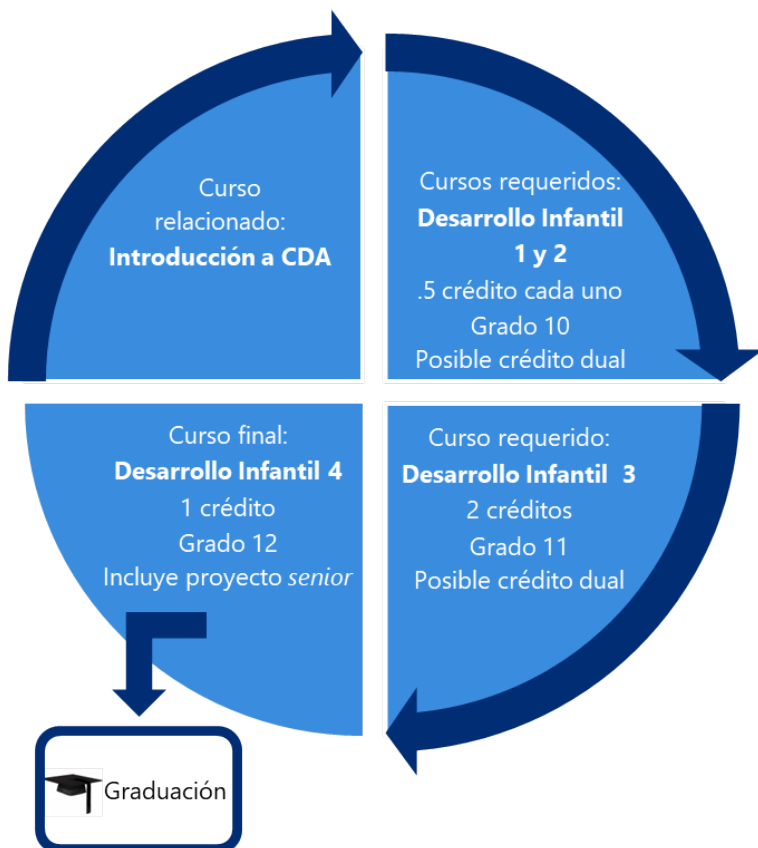 Curso
relacionado:
Introducción a CDA
Cursos requeridos:
Desarrollo Infantil
1 y 2
.5 crédito cada uno
Grado 10
Posible crédito dual
Curso requerido:
Desarrollo Infantil 3
2 créditos
Grado 11
Posible crédito dual
Curso final:
Desarrollo Infantil 4
1 crédito
Grado 12
Incluye proyecto senior
Graduación